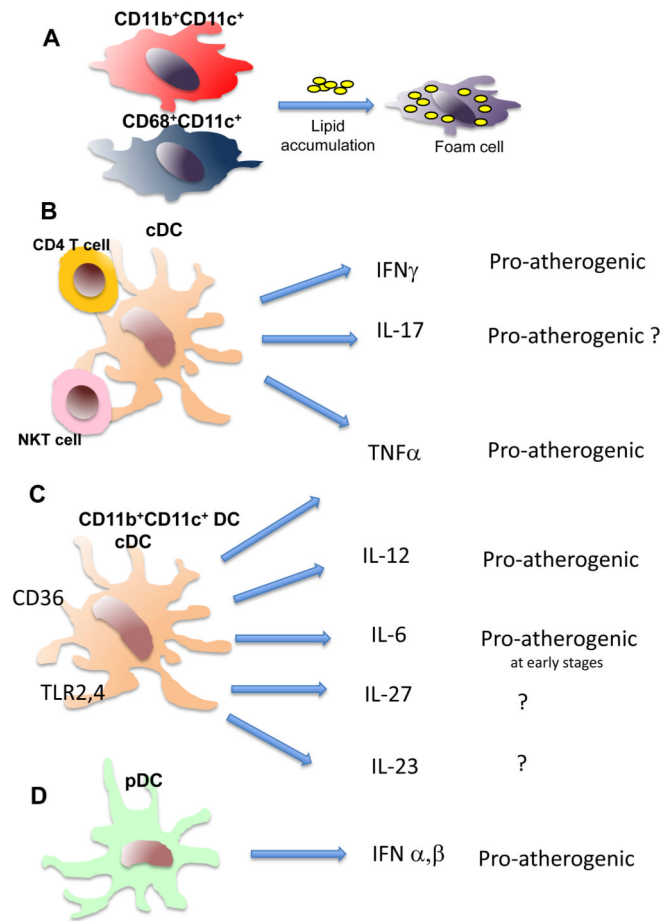 A
CD11b⁺CD11c⁺
CD68⁺CD11c⁺
Lipid
accumulation
Foam cell
B
cDC
CD4 T cell
NKT cell
IFNγ Pro-atherogenic
IL-17 Pro-atherogenic ?
TNFα Pro-atherogenic
C
CD11b⁺CD11c⁺ DC
cDC
CD36
TLR2,4
IL-12 Pro-atherogenic
IL-6 Pro-atherogenic
at early stages
IL-27 ?
IL-23 ?
D
pDC
IFN α,β Pro-atherogenic